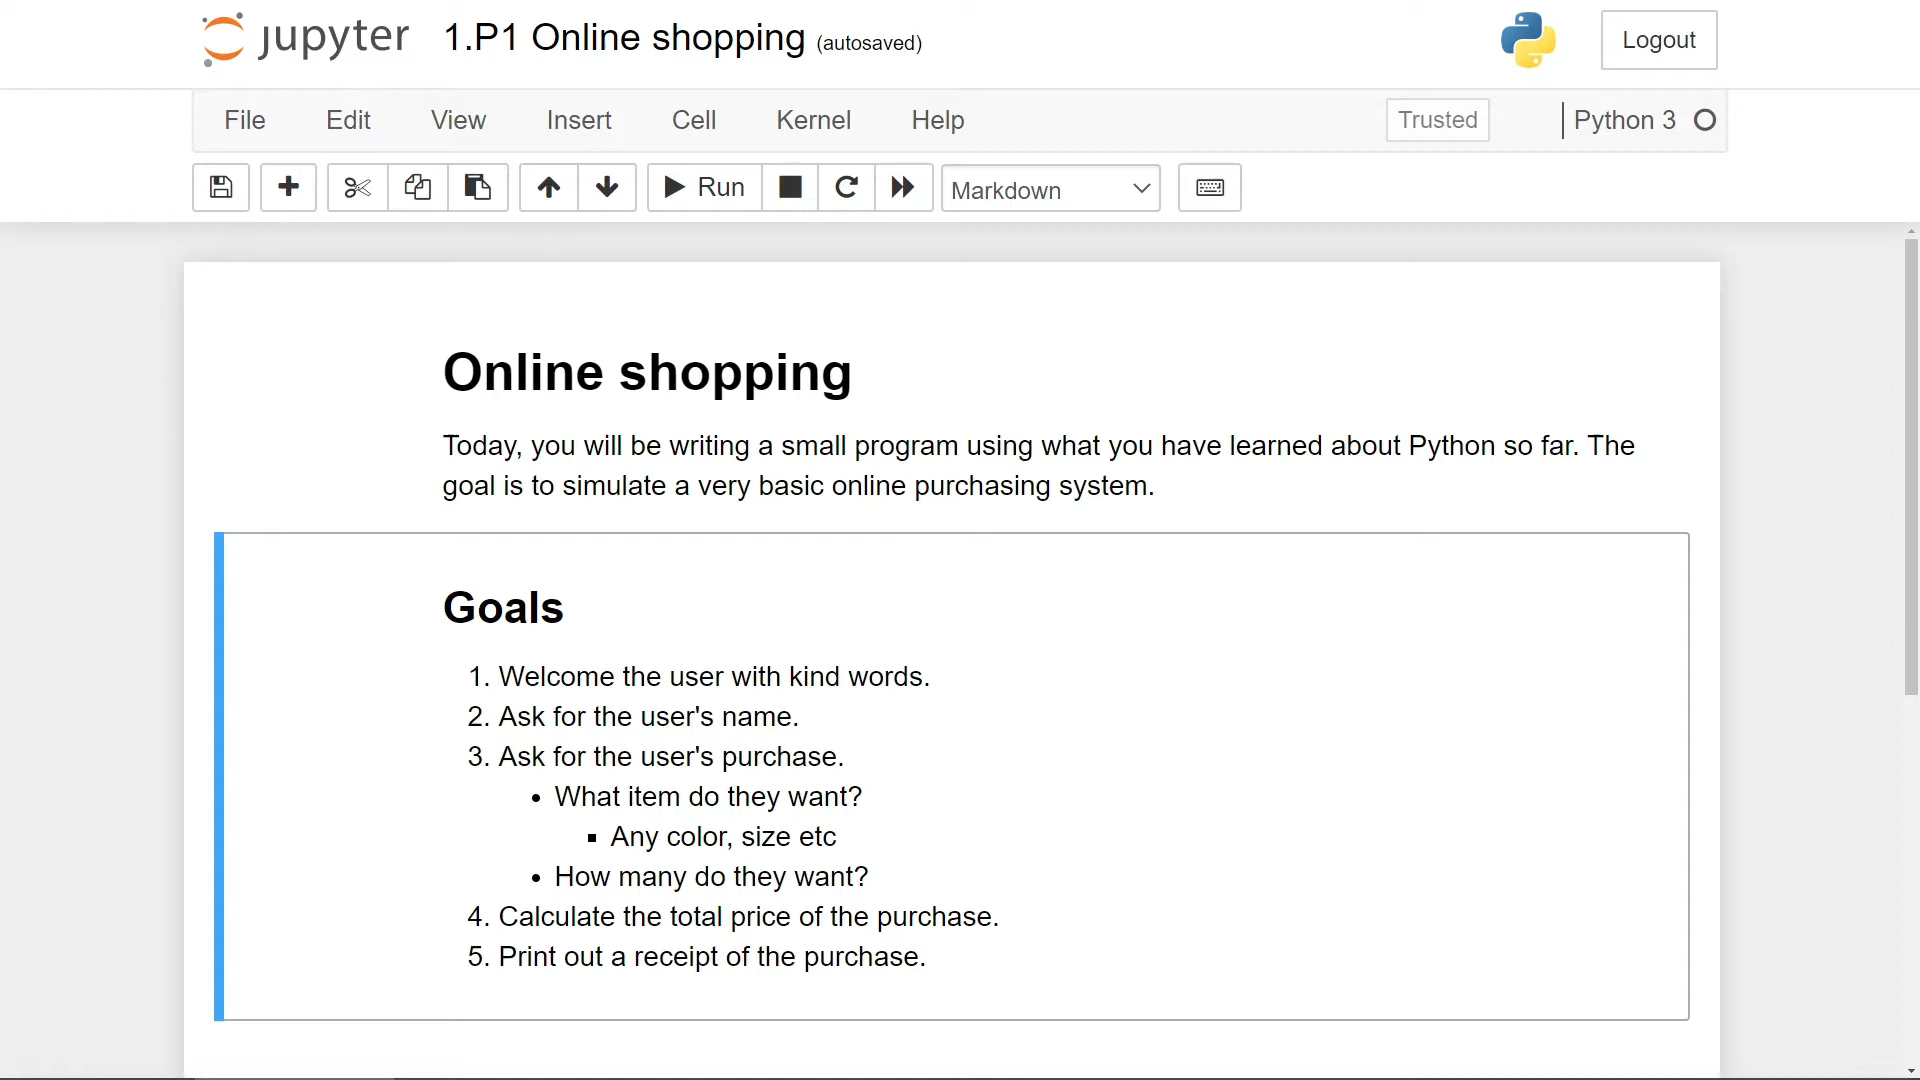 jupyter 1.P1 Online shopping (autosaved) Logout
File Edit View Insert Cell Kernel Help Trusted Python 3
Run Markdown
Online shopping
Today, you will be writing a small program using what you have learned about Python so far. The
goal is to simulate a very basic online purchasing system.
Goals
1. Welcome the user with kind words.
2. Ask for the user's name.
3. Ask for the user's purchase.
• What item do they want?
▪ Any color, size etc
• How many do they want?
4. Calculate the total price of the purchase.
5. Print out a receipt of the purchase.